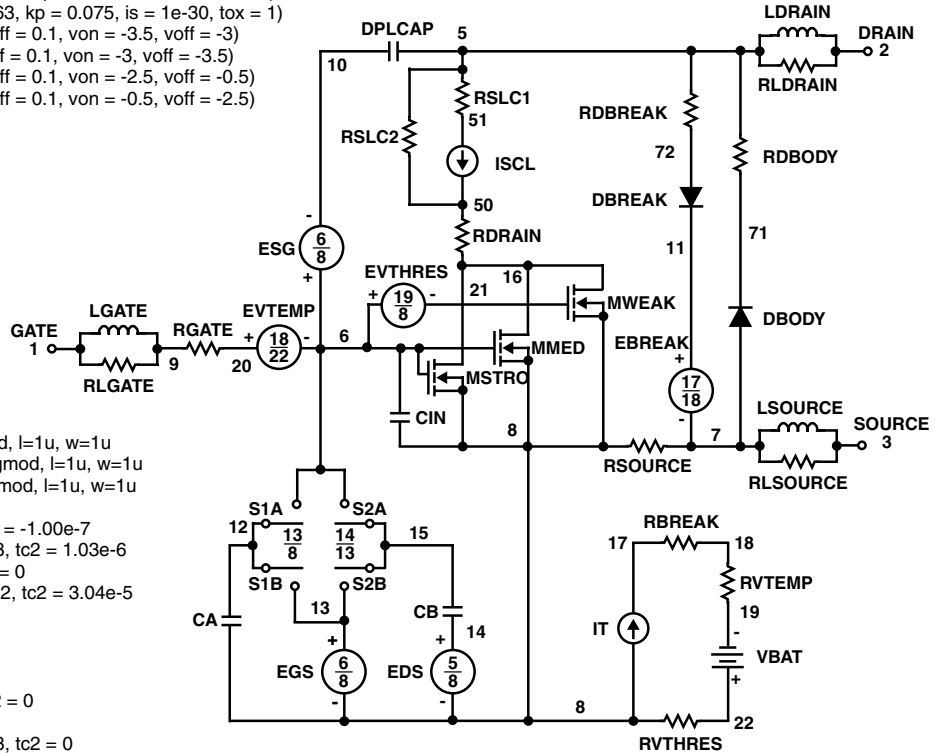 63, kp = 0.075, is = 1e-30, tox = 1)
ff = 0.1, von = -3.5, voff = -3)
ff = 0.1, von = -3, voff = -3.5)
ff = 0.1, von = -2.5, voff = -0.5)
ff = 0.1, von = -0.5, voff = -2.5)
DPLCAP
5
10
LDRAIN
DRAIN
2
RLDRAIN
RSLC1
51
RSLC2
ISCL
50
RDBREAK
72
RDBODY
DBREAK
71
11
RDRAIN
-
ESG
6
8
+
EVTHRES
+
19
8
-
16
21
MWEAK
LGATE
GATE
1
RLGATE
9
RGATE
20
EVTEMP
+
18
22
-
6
MMED
MSTRO
EBREAK
+
17
18
-
DBODY
CIN
8
RSOURCE
7
LSOURCE
SOURCE
3
RLSOURCE
d, l=1u, w=1u
gmod, l=1u, w=1u
mod, l=1u, w=1u
= -1.00e-7
3, tc2 = 1.03e-6
= 0
2, tc2 = 3.04e-5
12
S1A
S2A
13
8
14
13
15
S1B
S2B
13
CA
CB
14
+
EGS
6
8
-
+
EDS
5
8
-
17
RBREAK
18
RVTEMP
19
IT
-
VBAT
+
8
22
RVTHRES
2 = 0
3, tc2 = 0